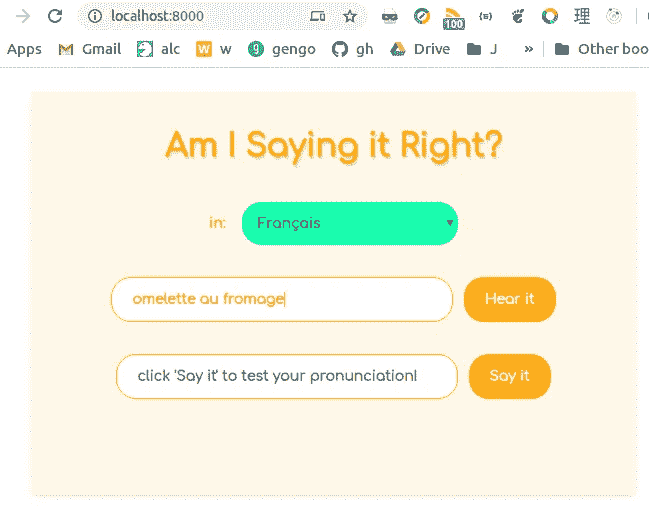 localhost:8000
100
理
Apps Gmail alc w w gengo gh Drive J » Other boo
Am I Saying it Right?
in: Français
omelette au fromage Hear it
click 'Say it' to test your pronunciation! Say it